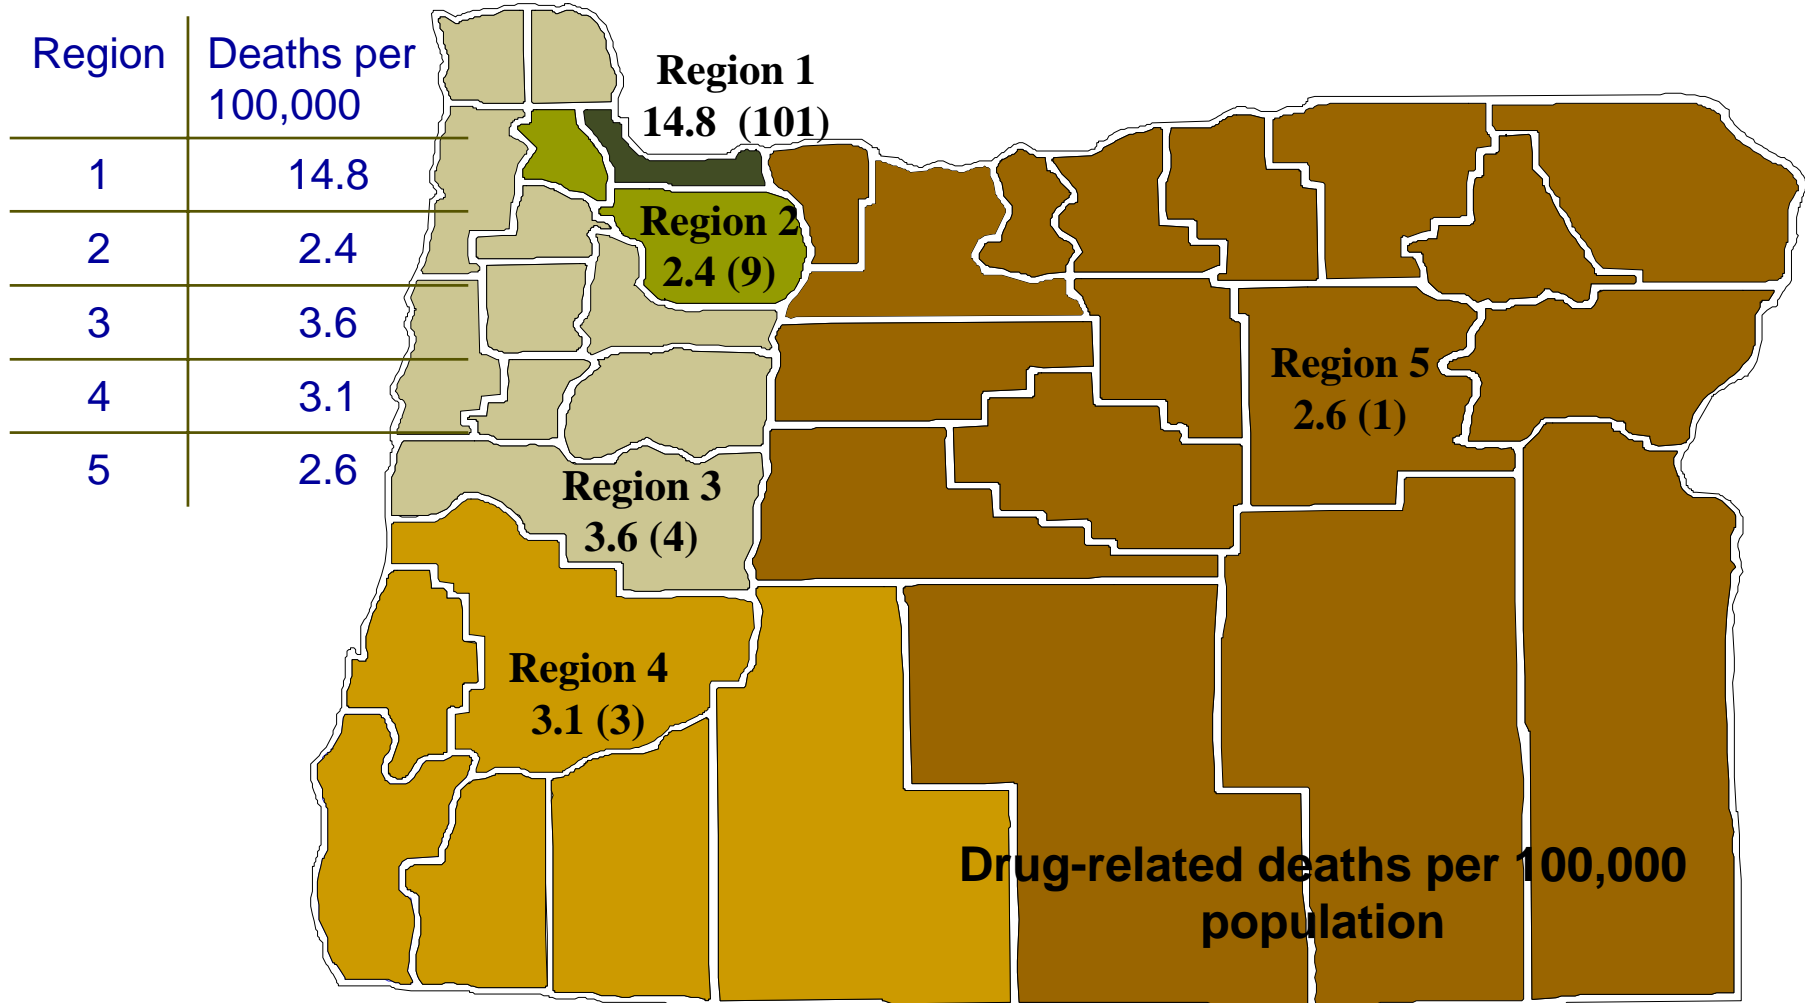 Region Deaths per
100,000
1 14.8
2 2.4
3 3.6
4 3.1
5 2.6
Region 1
14.8 (101)
Region 2
2.4 (9)
Region 5
2.6 (1)
Region 3
3.6 (4)
Region 4
3.1 (3)
Drug-related deaths per 100,000
population